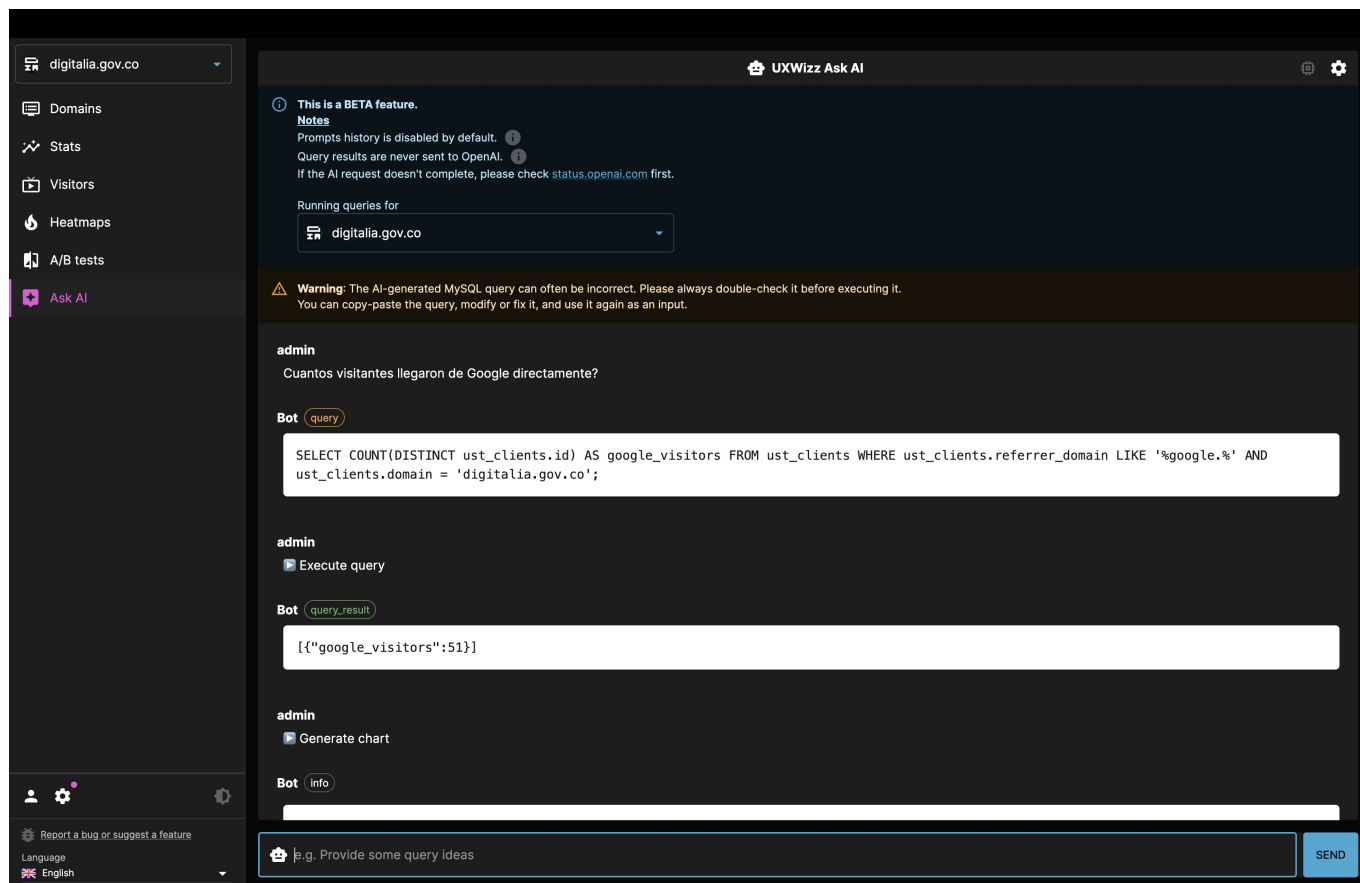 digitalia.gov.co
Domains
Stats
Visitors
Heatmaps
A/B tests
Ask AI
Report a bug or suggest a feature
Language
English
UXWizz Ask AI
This is a BETA feature.
Notes
Prompts history is disabled by default.
Query results are never sent to OpenAI.
If the AI request doesn't complete, please check status.openai.com first.
Running queries for
digitalia.gov.co
Warning: The AI-generated MySQL query can often be incorrect. Please always double-check it before executing it.
You can copy-paste the query, modify or fix it, and use it again as an input.
admin
Cuantos visitantes llegaron de Google directamente?
Bot query
SELECT COUNT(DISTINCT ust_clients.id) AS google_visitors FROM ust_clients WHERE ust_clients.referrer_domain LIKE '%google.%' AND
ust_clients.domain = 'digitalia.gov.co';
admin
Execute query
Bot query_result
[{"google_visitors":51}]
admin
Generate chart
Bot info
e.g. Provide some query ideas
SEND